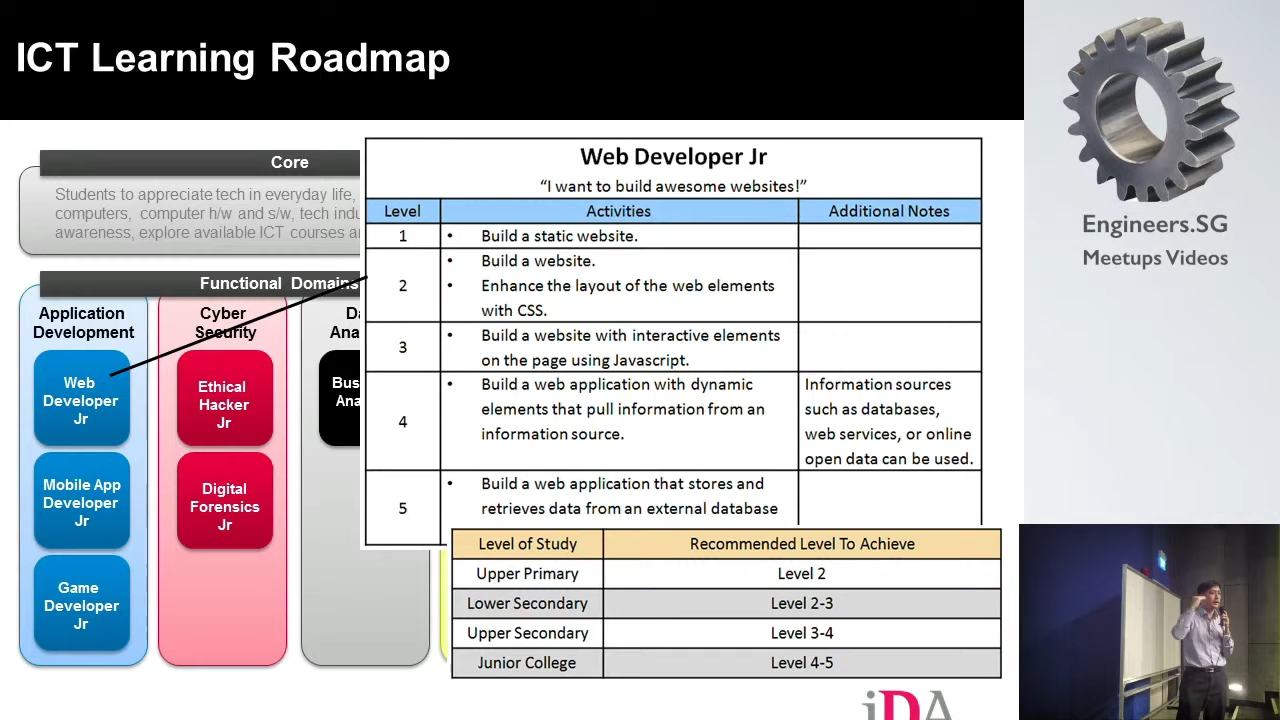 ICT Learning Roadmap
Core
Students to appreciate tech in everyday life,
computers, computer h/w and s/w, tech
awareness, explore available ICT courses
Functional Domains
Application
Development
Web
Developer
Jr
Mobile App
Developer
Jr
Game
Developer
Jr
Cyber
Security
Ethical
Hacker
Jr
Digital
Forensics
Jr
Web Developer Jr
“I want to build awesome websites!”
Level Activities Additional Notes
1 • Build a static website.
2 • Build a website.
• Enhance the layout of the web elements
with CSS.
3 • Build a website with interactive elements
on the page using Javascript.
4 • Build a web application with dynamic
elements that pull information from an
information source.
Information sources
such as databases,
web services, or online
open data can be used.
5 • Build a web application that stores and
retrieves data from an external database
Level of Study Recommended Level To Achieve
Upper Primary Level 2
Lower Secondary Level 2-3
Upper Secondary Level 3-4
Junior College Level 4-5
iDA
Engineers.SG
Meetups Videos